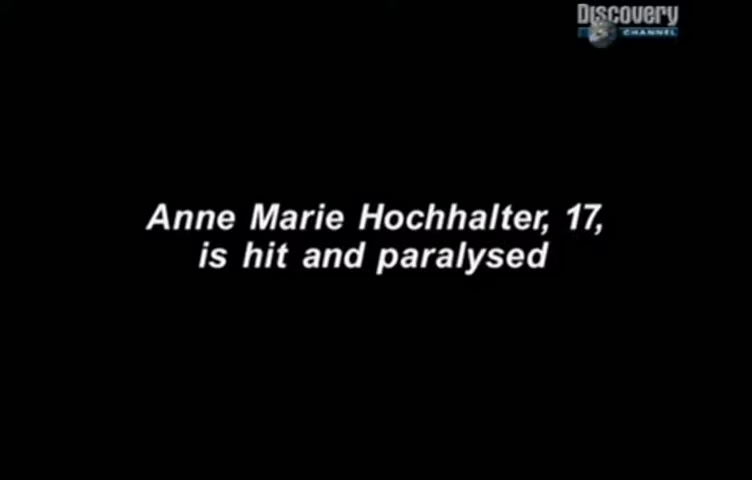 Discovery
CHANNEL
Anne Marie Hochhalter, 17,
is hit and paralysed